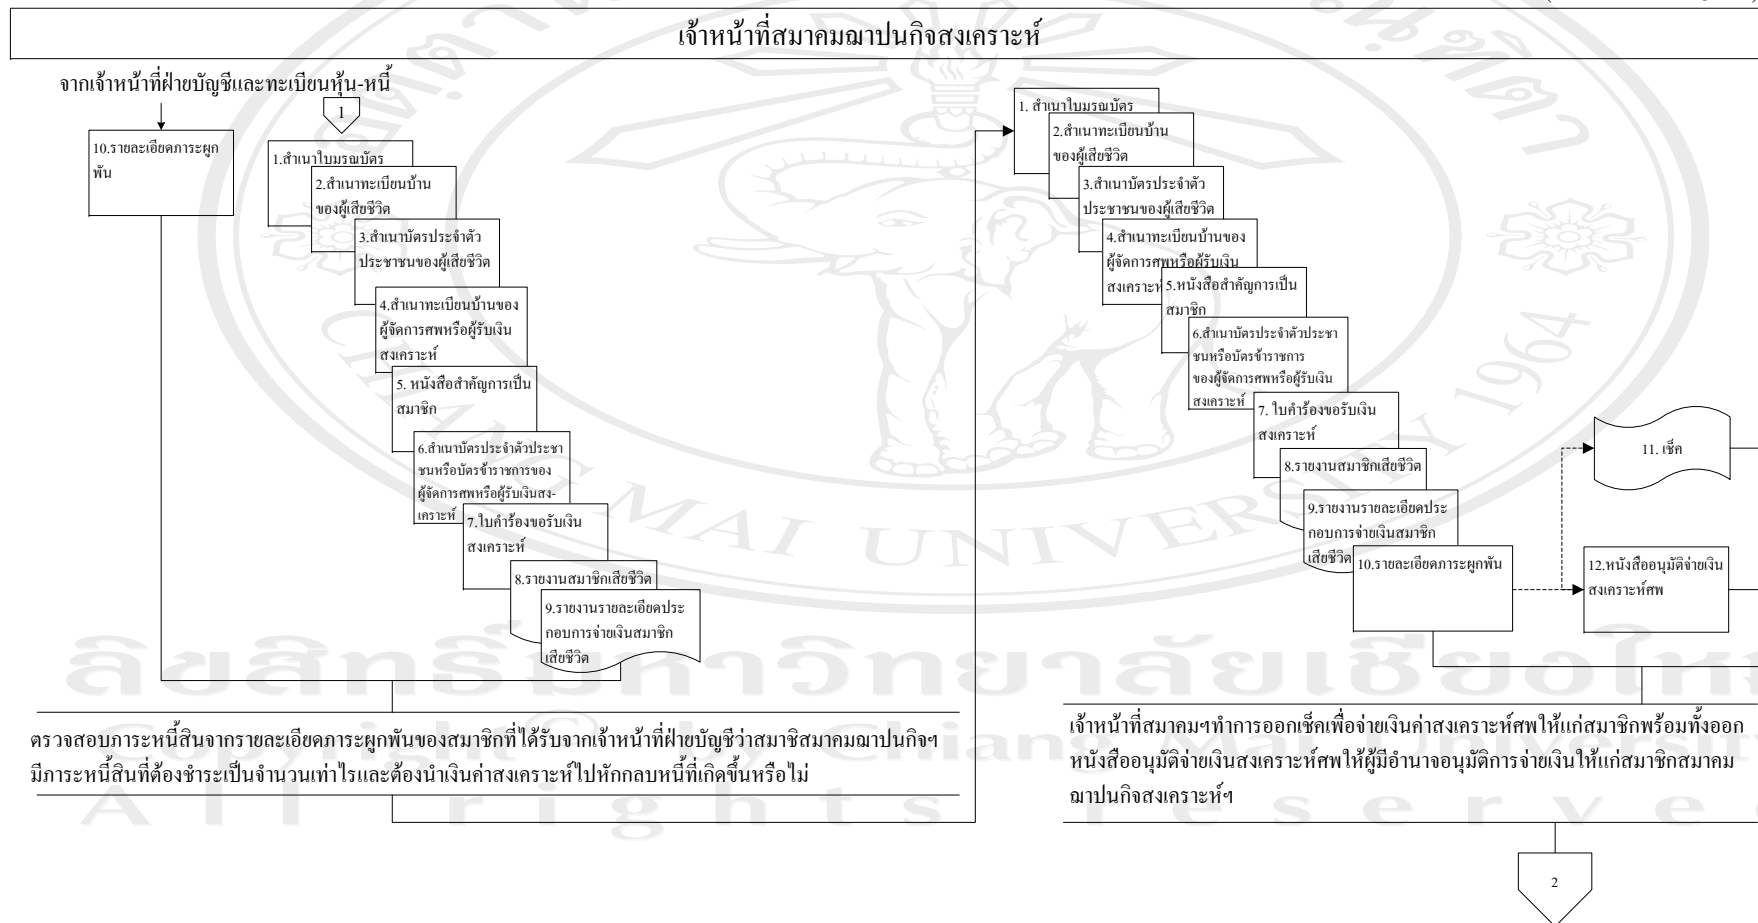 เจ้าหน้าที่สมาคมฌาปนกิจสงเคราะห์
จากเจ้าหน้าที่ฝ่ายบัญชีและทะเบียนหุ้น-หนี้
1
10.รายละเอียดภาระผูก
พัน
1.สำเนาใบมรณบัตร
2.สำเนาทะเบียนบ้าน
ของผู้เสียชีวิต
3.สำเนาบัตรประจำตัว
ประชาชนของผู้เสียชีวิต
4.สำเนาทะเบียนบ้านของ
ผู้จัดการศพหรือผู้รับเงิน
สงเคราะห์
5. หนังสือสำคัญการเป็น
สมาชิก
6.สำเนาบัตรประจำตัวประชา
ชนหรือบัตรข้าราชการของ
ผู้จัดการศพหรือผู้รับเงินสง-
เคราะห์
7.ใบคำร้องขอรับเงิน
สงเคราะห์
8.รายงานสมาชิกเสียชีวิต
9.รายงานรายละเอียดประ
กอบการจ่ายเงินสมาชิก
เสียชีวิต
ตรวจสอบภาระหนี้สินจากรายละเอียดภาระผูกพันของสมาชิกที่ได้รับจากเจ้าหน้าที่ฝ่ายบัญชีว่าสมาชิสมาคมฌาปนกิจฯ
มีภาระหนี้สินที่ต้องชำระเป็นจำนวนเท่าไรและต้องนำเงินค่าสงเคราะห์ไปหักกลบหนี้ที่เกิดขึ้นหรือไม่
1. สำเนาใบมรณบัตร
2.สำเนาทะเบียนบ้าน
ของผู้เสียชีวิต
3.สำเนาบัตรประจำตัว
ประชาชนของผู้เสียชีวิต
4.สำเนาทะเบียนบ้านของ
ผู้จัดการศพหรือผู้รับเงิน
สงเคราะห์
5.หนังสือสำคัญการเป็น
สมาชิก
6.สำเนาบัตรประจำตัวประชา
ชนหรือบัตรข้าราชการ
ของผู้จัดการศพหรือผู้รับเงิน
สงเคราะห์
7. ใบคำร้องขอรับเงิน
สงเคราะห์
8.รายงานสมาชิกเสียชีวิต
9.รายงานรายละเอียดประ
กอบการจ่ายเงินสมาชิก
เสียชีวิต
10.รายละเอียดภาระผูกพัน
11. เช็ค
12.หนังสืออนุมัติจ่ายเงิน
สงเคราะห์ศพ
เจ้าหน้าที่สมาคมฯทำการออกเช็คเพื่อจ่ายเงินค่าสงเคราะห์ศพให้แก่สมาชิกพร้อมทั้งออก
หนังสืออนุมัติจ่ายเงินสงเคราะห์ศพให้ผู้มีอำนาจอนุมัติการจ่ายเงินให้แก่สมาชิกสมาคม
ฌาปนกิจสงเคราะห์ฯ
2
CHIANG MAI UNIVERSITY 1964
ลิขสิทธิ์มหาวิทยาลัยเชียงใหม่
Copyright© by Chiang Mai University
All rights reserved